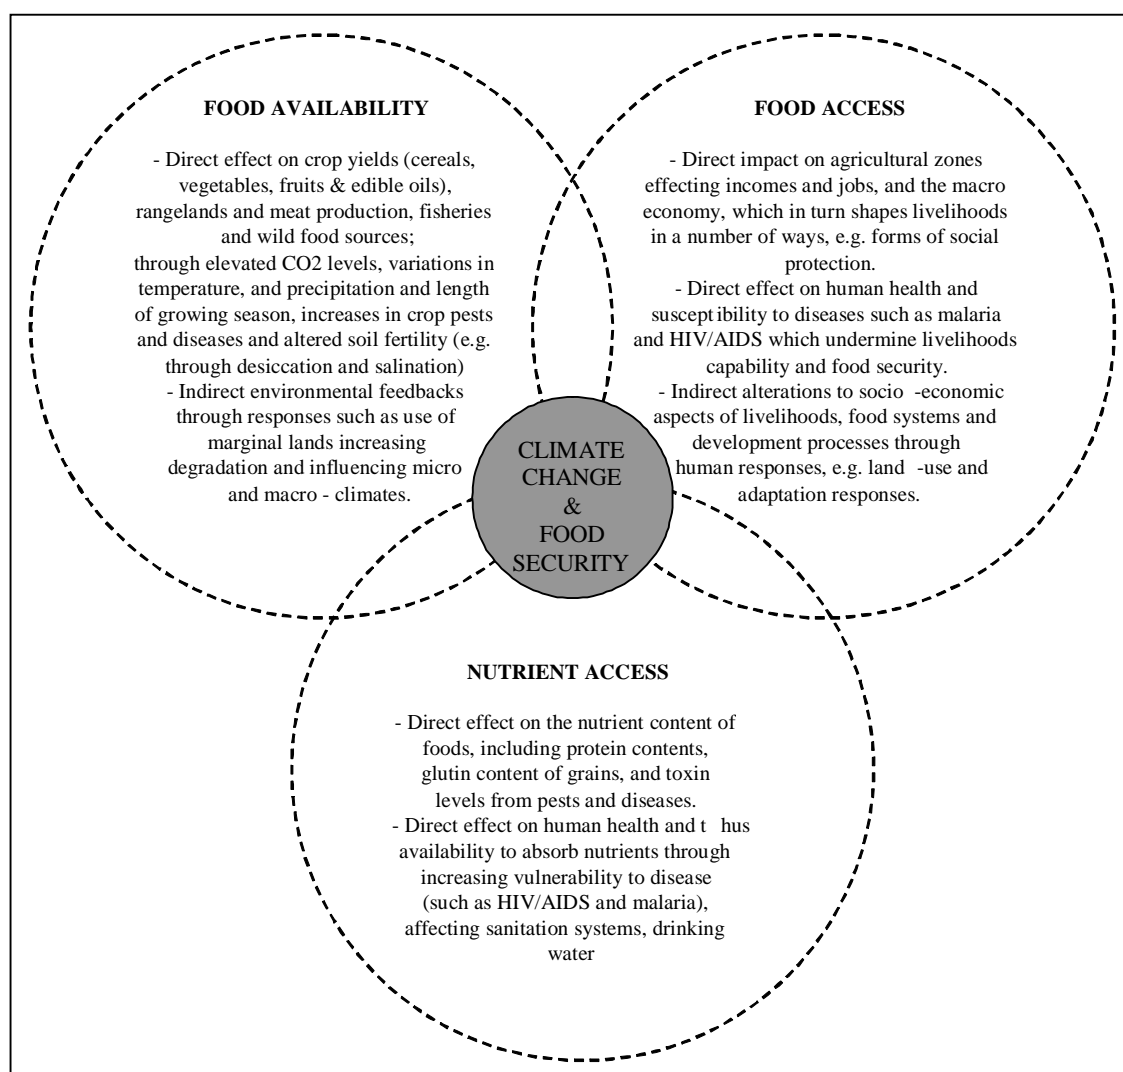 FOOD AVAILABILITY
- Direct effect on crop yields (cereals,
vegetables, fruits & edible oils),
rangelands and meat production, fisheries
and wild food sources;
through elevated CO2 levels, variations in
temperature, and precipitation and length
of growing season, increases in crop pests
and diseases and altered soil fertility (e.g.
through desiccation and salination)
- Indirect environmental feedbacks
through responses such as use of
marginal lands increasing
degradation and influencing micro
and macro - climates.
FOOD ACCESS
- Direct impact on agricultural zones
effecting incomes and jobs, and the macro
economy, which in turn shapes livelihoods
in a number of ways, e.g. forms of social
protection.
- Direct effect on human health and
susceptibility to diseases such as malaria
and HIV/AIDS which undermine livelihoods
capability and food security.
- Indirect alterations to socio -economic
aspects of livelihoods, food systems and
development processes through
human responses, e.g. land -use and
adaptation responses.
CLIMATE
CHANGE
&
FOOD
SECURITY
NUTRIENT ACCESS
- Direct effect on the nutrient content of
foods, including protein contents,
glutin content of grains, and toxin
levels from pests and diseases.
- Direct effect on human health and t hus
availability to absorb nutrients through
increasing vulnerability to disease
(such as HIV/AIDS and malaria),
affecting sanitation systems, drinking
water